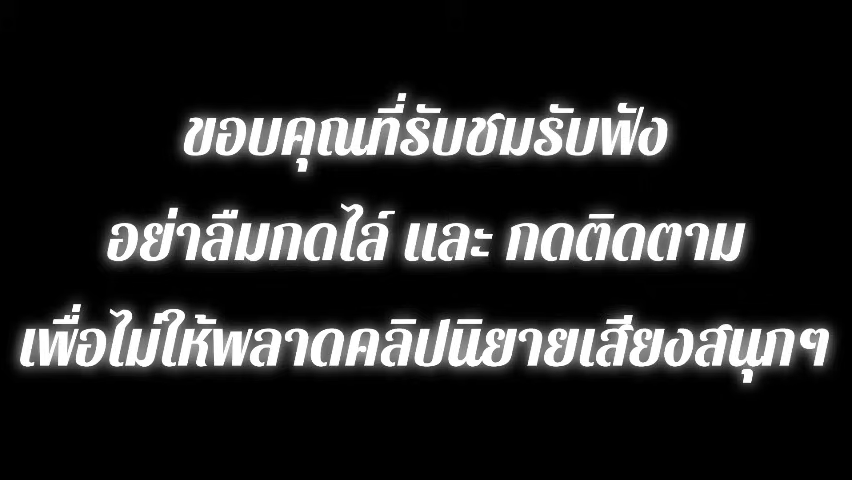 ขอบคุณที่รับชมรับฟัง
อย่าลืมกดไล์ และ กดติดตาม
เพื่อไม่ให้พลาดคลิปนิยายเสียงสนุกๆ